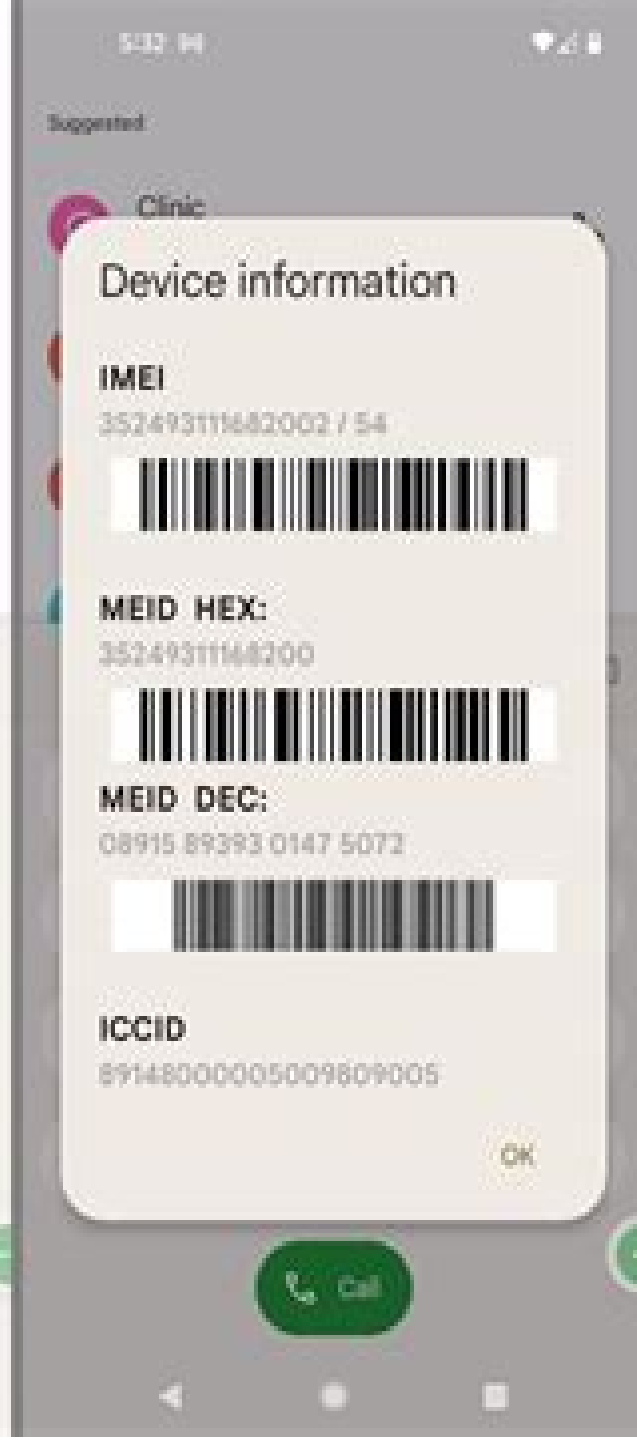 5:32
Suggested
Clinic
Device information
IMEI
352493111682002 / 54
MEID HEX:
35249311168200
MEID DEC:
08915 89393 0147 5072
ICCID
89148000005009809005
OK
Call